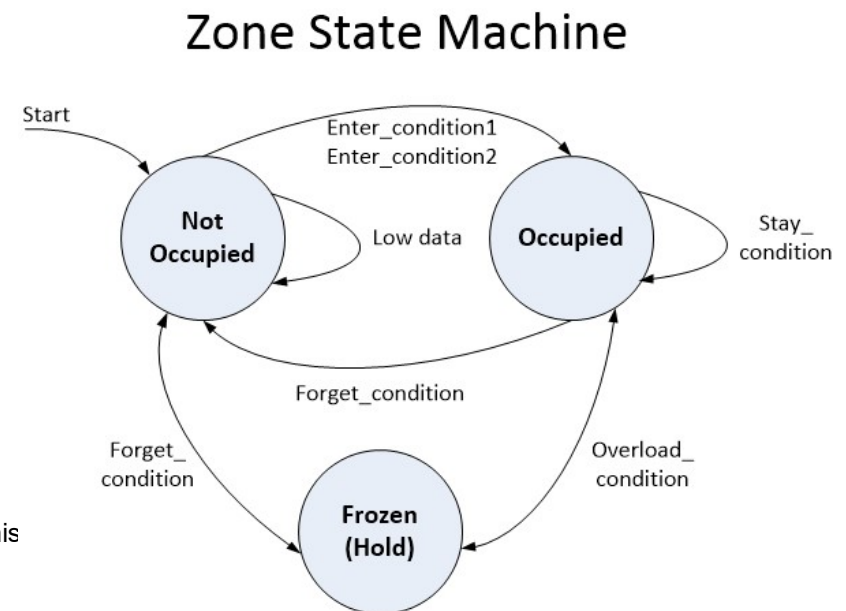 Zone State Machine
Start
Enter_condition1
Enter_condition2
Not
Occupied
Low data
Occupied
Stay_
condition
Forget_condition
Forget_
condition
Overload_
condition
Frozen
(Hold)